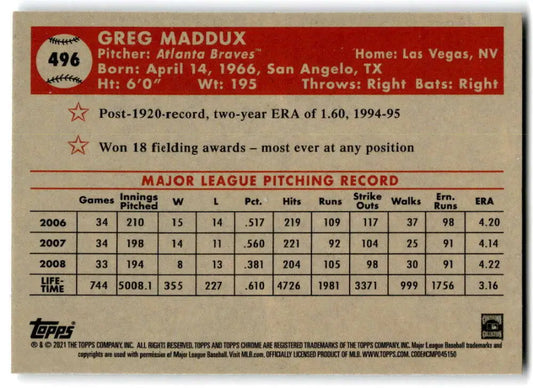 496
GREG MADDUX
Pitcher: Atlanta Braves™ Home: Las Vegas, NV
Born: April 14, 1966, San Angelo, TX
Ht: 6'0" Wt: 195 Throws: Right Bats: Right
Post-1920-record, two-year ERA of 1.60, 1994-95
Won 18 fielding awards – most ever at any position
MAJOR LEAGUE PITCHING RECORD
Games Innings Pitched W L Pct. Hits Runs Strike Outs Walks Ern. Runs ERA
2006 34 210 15 14 .517 219 109 117 37 98 4.20
2007 34 198 14 11 .560 221 92 104 25 91 4.14
2008 33 194 8 13 .381 204 105 98 30 91 4.22
LIFE-TIME 744 5008.1 355 227 .610 4726 1981 3371 999 1756 3.16
Topps
® & © 2021 THE TOPPS COMPANY, INC. ALL RIGHTS RESERVED. TOPPS AND TOPPS CHROME ARE REGISTERED TRADEMARKS OF THE TOPPS COMPANY, INC. Major League Baseball trademarks and
copyrights are used with permission of Major League Baseball. Visit MLB.com. OFFICIALLY LICENSED PRODUCT OF MLB. WWW.TOPPS.COM. CODE#CMP045150